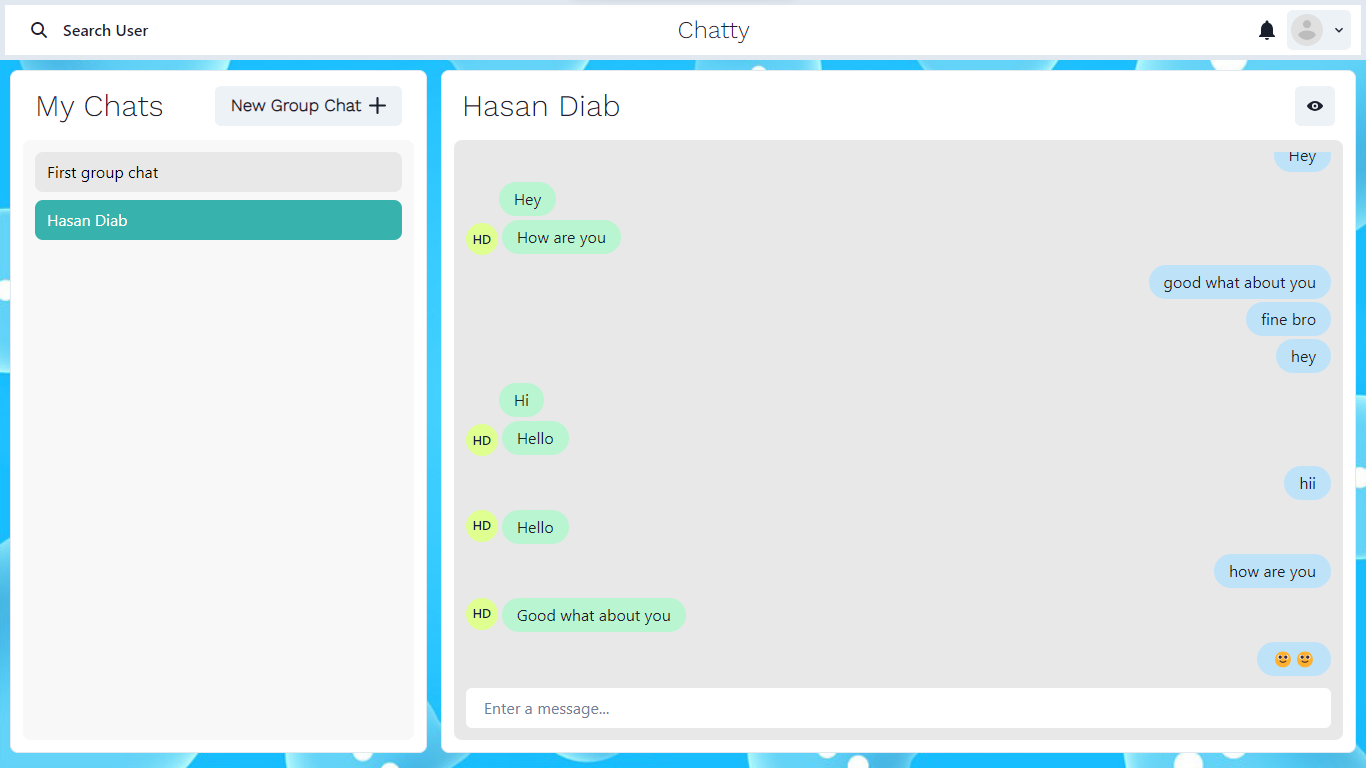 Search User
Chatty
My Chats
New Group Chat
First group chat
Hasan Diab
Hasan Diab
Hey
Hey
HD How are you
good what about you
fine bro
hey
Hi
HD Hello
hii
HD Hello
how are you
HD Good what about you
🙂 🙂
Enter a message...